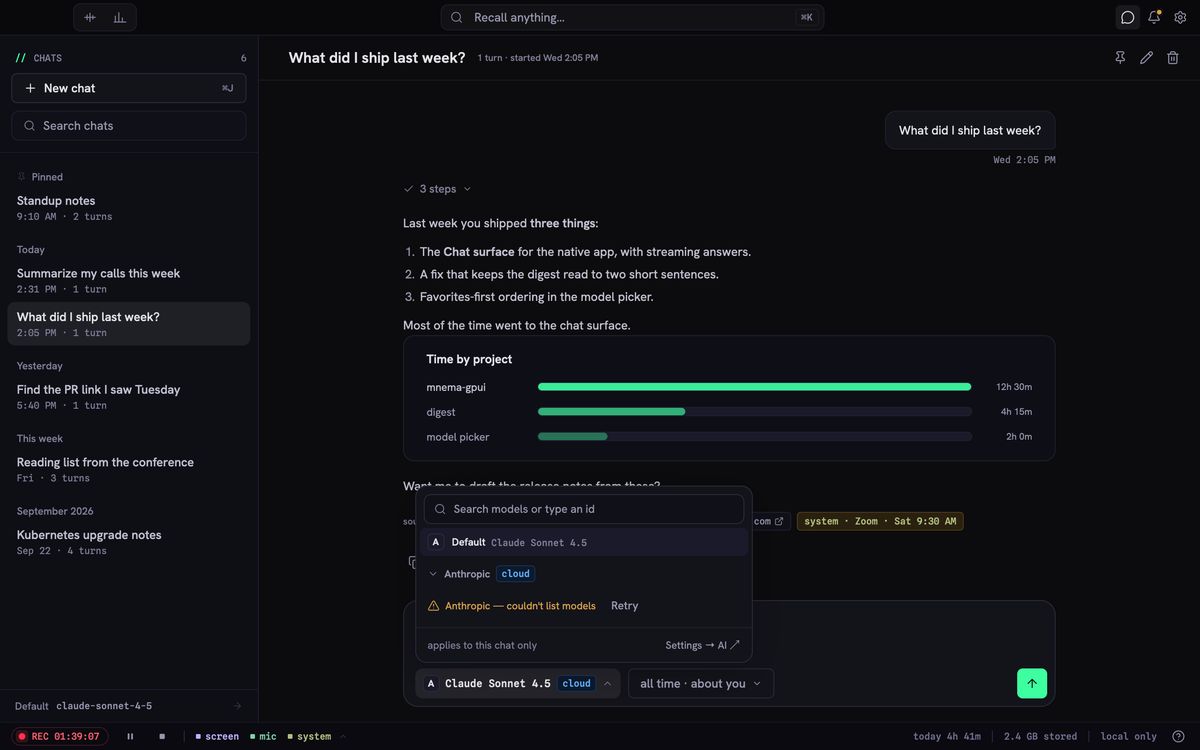 Recall anything...
⌘K
// CHATS
6
New chat
⌘J
Search chats
Pinned
Standup notes
9:10 AM · 2 turns
Today
Summarize my calls this week
2:31 PM · 1 turn
What did I ship last week?
2:05 PM · 1 turn
Yesterday
Find the PR link I saw Tuesday
5:40 PM · 1 turn
This week
Reading list from the conference
Fri · 3 turns
September 2026
Kubernetes upgrade notes
Sep 22 · 4 turns
Default claude-sonnet-4-5
What did I ship last week?
1 turn · started Wed 2:05 PM
What did I ship last week?
Wed 2:05 PM
3 steps
Last week you shipped three things:
1. The Chat surface for the native app, with streaming answers.
2. A fix that keeps the digest read to two short sentences.
3. Favorites-first ordering in the model picker.
Most of the time went to the chat surface.
Time by project
mnema-gpui 12h 30m
digest 4h 15m
model picker 2h 0m
Want me to draft the release notes from these?
sou
com
system · Zoom · Sat 9:30 AM
Search models or type an id
A Default Claude Sonnet 4.5
Anthropic cloud
Anthropic — couldn't list models Retry
applies to this chat only
Settings → AI ↗
A Claude Sonnet 4.5 cloud
all time · about you
REC 01:39:07
screen mic system
today 4h 41m
2.4 GB stored
local only